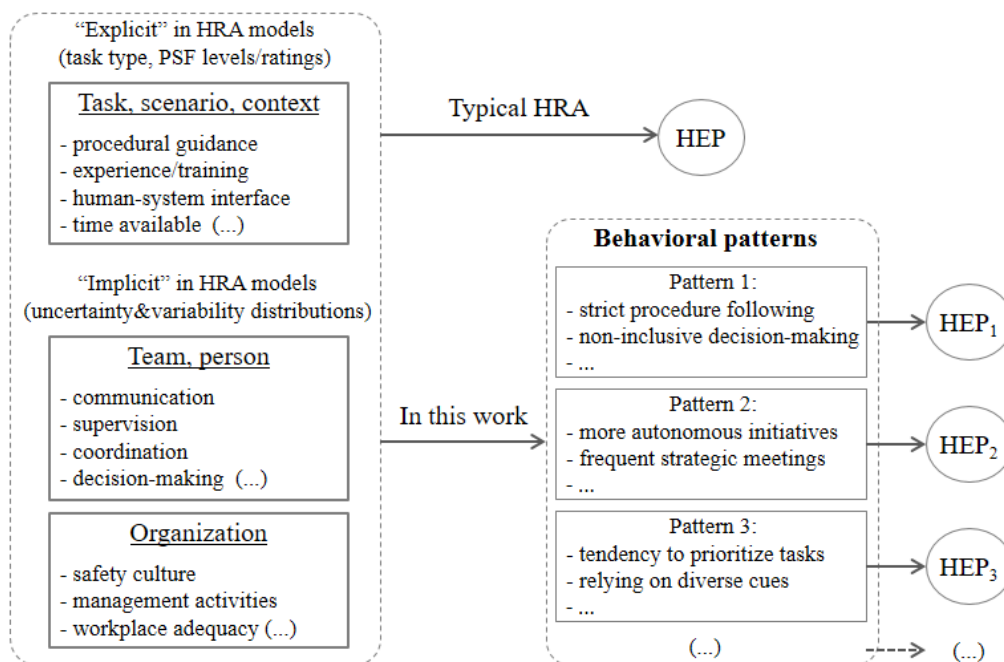 “Explicit” in HRA models
(task type, PSF levels/ratings)
Task, scenario, context
- procedural guidance
- experience/training
- human-system interface
- time available (...)
“Implicit” in HRA models
(uncertainty&variability distributions)
Team, person
- communication
- supervision
- coordination
- decision-making (...)
Organization
- safety culture
- management activities
- workplace adequacy (...)
Typical HRA
HEP
In this work
Behavioral patterns
Pattern 1:
- strict procedure following
- non-inclusive decision-making
- ...
HEP₁
Pattern 2:
- more autonomous initiatives
- frequent strategic meetings
- ...
HEP₂
Pattern 3:
- tendency to prioritize tasks
- relying on diverse cues
- ...
HEP₃
(...)
(...)